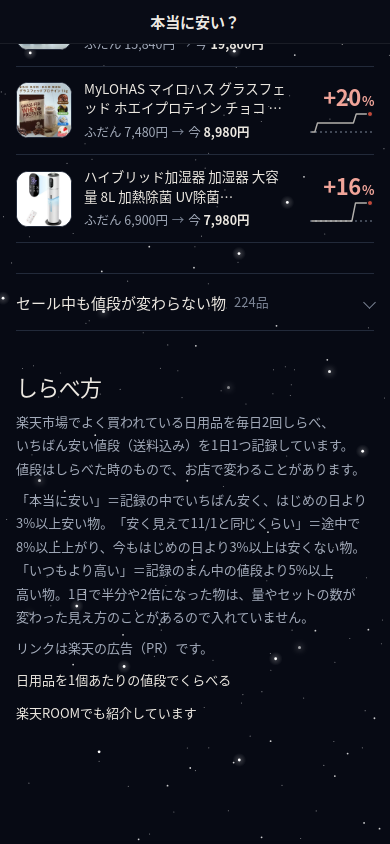 本当に安い？
ふだん 15,840円 → 今 19,800円
MyLOHAS マイロハス グラスフェ
ッド ホエイプロテイン チョコ …
ふだん 7,480円 → 今 8,980円
+20%
ハイブリッド加湿器 加湿器 大容
量 8L 加熱除菌 UV除菌…
ふだん 6,900円 → 今 7,980円
+16%
セール中も値段が変わらない物 224品
しらべ方
楽天市場でよく買われている日用品を毎日2回しらべ、
いちばん安い値段（送料込み）を1日1つ記録しています。
値段はしらべた時のもので、お店で変わることがあります。
「本当に安い」＝記録の中でいちばん安く、はじめの日より
3%以上安い物。「安く見えて11/1と同じくらい」＝途中で
8%以上上がり、今もはじめの日より3%以上は安くない物。
「いつもより高い」＝記録のまん中の値段より5%以上
高い物。1日で半分や2倍になった物は、量やセットの数が
変わった見え方のことがあるので入れていません。
リンクは楽天の広告（PR）です。
日用品を1個あたりの値段でくらべる
楽天ROOMでも紹介しています